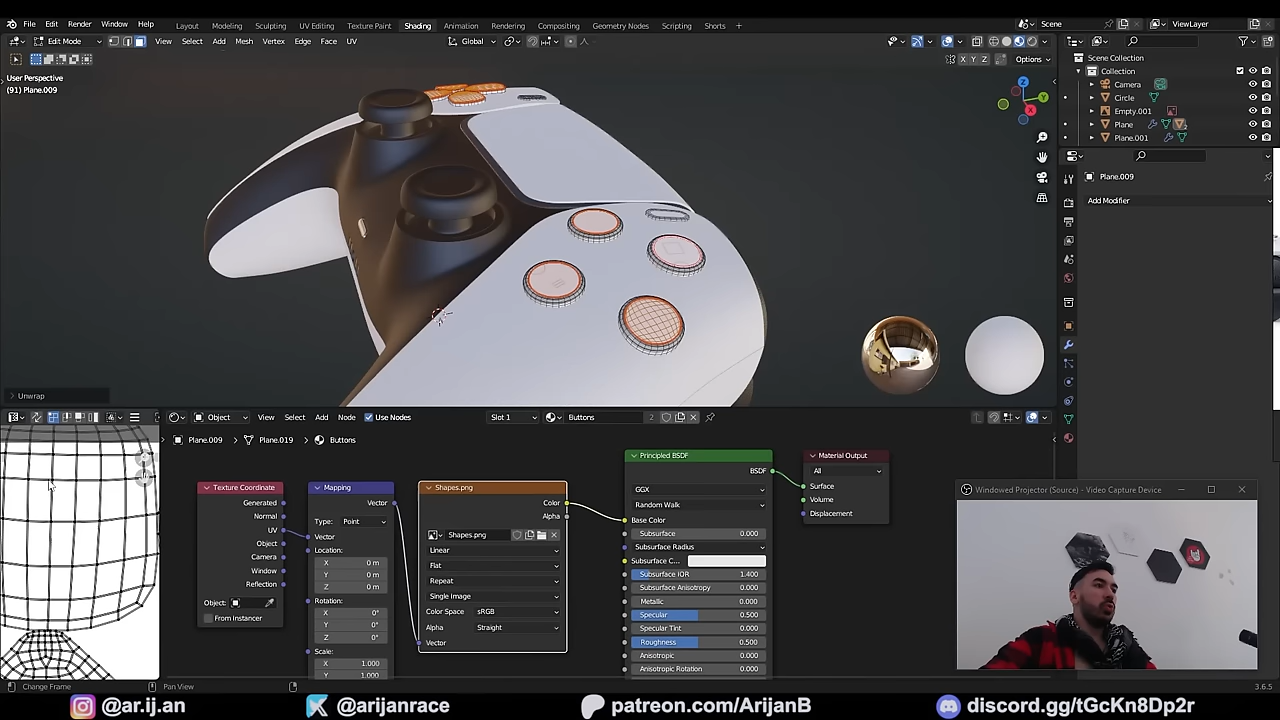 File Edit Render Window Help Layout Modeling Sculpting UV Editing Texture Paint Shading Animation Rendering Compositing Geometry Nodes Scripting Shorts + Scene ViewLayer
Edit Mode View Select Add Mesh Vertex Edge Face UV Global
X Y Z Options
User Perspective
(91) Plane.009
Z
Y
X
Scene Collection
Collection
Camera
Circle
Empty.001
Plane
Plane.001
Plane.009
Add Modifier
Unwrap
Object View Select Add Node Use Nodes Slot 1 Buttons 2
Plane.009 Plane.019 Buttons
Texture Coordinate
Generated
Normal
UV
Object
Camera
Window
Reflection
Object:
From Instancer
Mapping
Vector
Type: Point
Vector
Location:
X 0 m
Y 0 m
Z 0 m
Rotation:
X 0°
Y 0°
Z 0°
Scale:
X 1.000
Y 1.000
Shapes.png
Color
Alpha
Shapes.png
Linear
Flat
Repeat
Single Image
Color Space sRGB
Alpha Straight
Vector
Principled BSDF
BSDF
GGX
Random Walk
Base Color
Subsurface 0.000
Subsurface Radius
Subsurface C...
Subsurface IOR 1.400
Subsurface Anisotropy 0.000
Metallic 0.000
Specular 0.500
Specular Tint 0.000
Roughness 0.500
Anisotropic 0.000
Anisotropic Rotation 0.000
Material Output
All
Surface
Volume
Displacement
Windowed Projector (Source) - Video Capture Device
Change Frame Pan View 3.6.5
@ar.ij.an @arijanrace patreon.com/ArijanB discord.gg/tGcKn8Dp2r